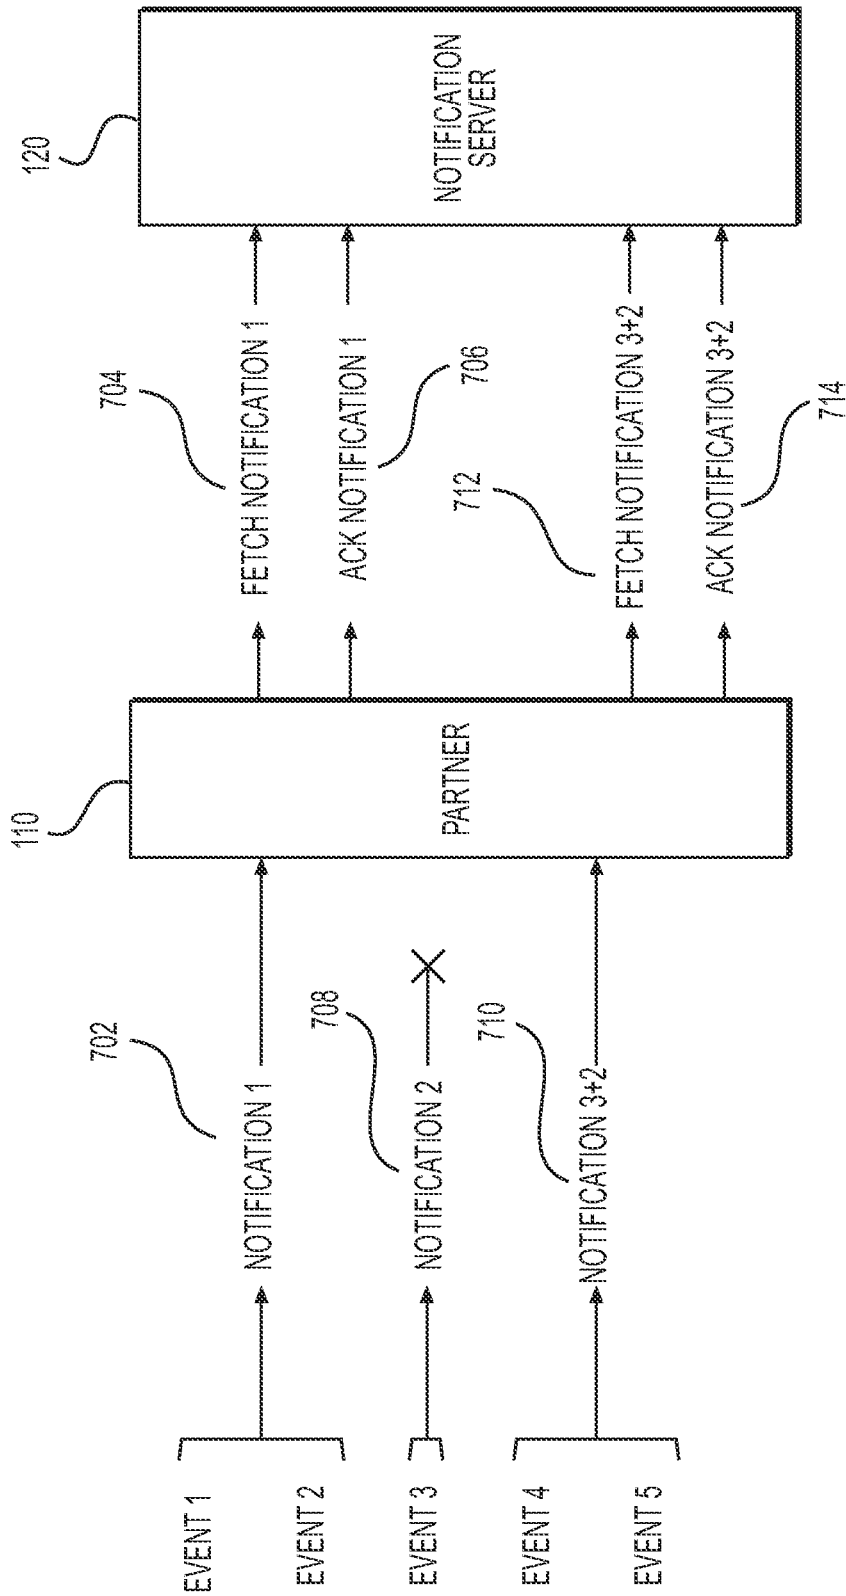 EVENT 1
EVENT 2
EVENT 3
EVENT 4
EVENT 5
702
NOTIFICATION 1
708
NOTIFICATION 2
710
NOTIFICATION 3+2
110
PARTNER
704
FETCH NOTIFICATION 1
ACK NOTIFICATION 1
706
712
FETCH NOTIFICATION 3+2
ACK NOTIFICATION 3+2
714
120
NOTIFICATION
SERVER